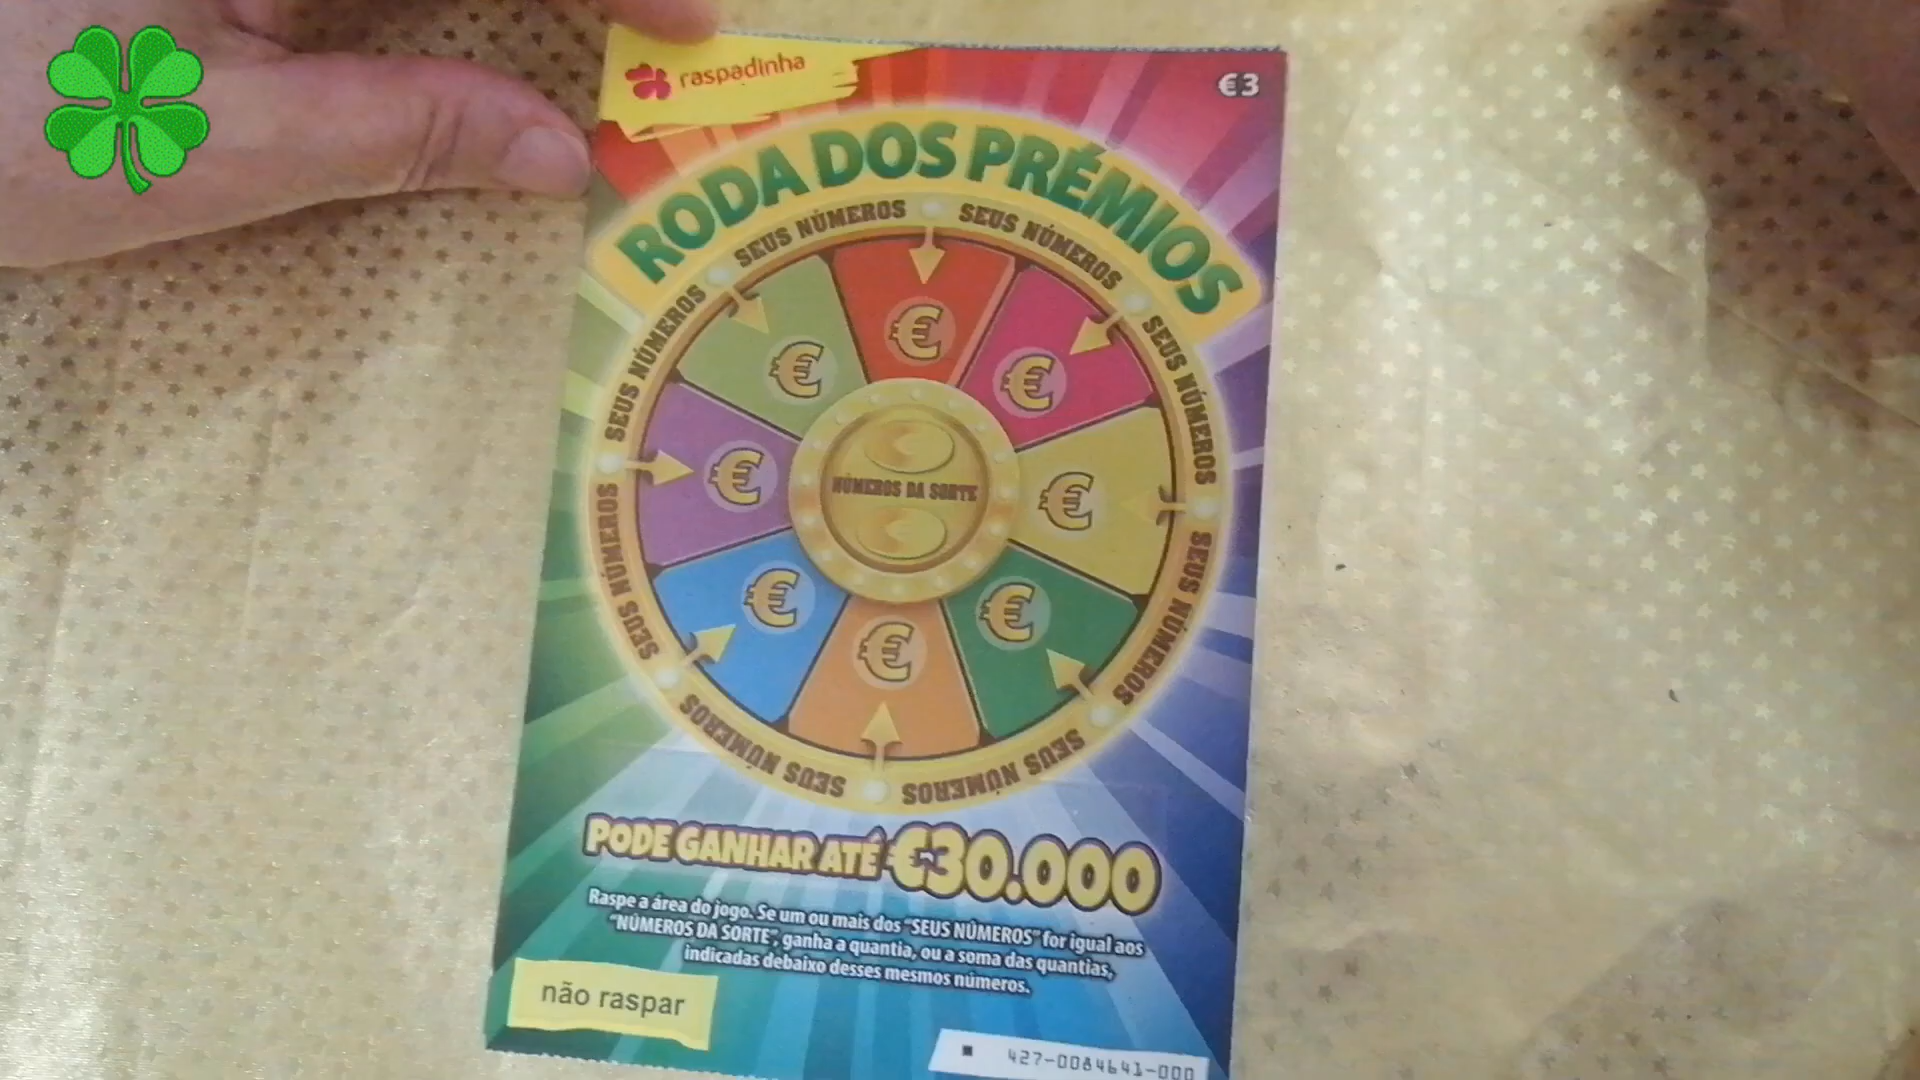 raspadinha
€3
RODA DOS PRÉMIOS
SEUS NÚMEROS
SEUS NÚMEROS
SEUS NÚMEROS
SEUS NÚMEROS
SEUS NÚMEROS
SEUS NÚMEROS
SEUS NÚMEROS
SEUS NÚMEROS
€
€
€
€
€
€
€
€
NÚMEROS DA SORTE
PODE GANHAR ATÉ €30.000
Raspe a área do jogo. Se um ou mais dos "SEUS NÚMEROS" for igual aos
"NÚMEROS DA SORTE", ganha a quantia, ou a soma das quantias,
indicadas debaixo desses mesmos números.
não raspar
427-0084641-000